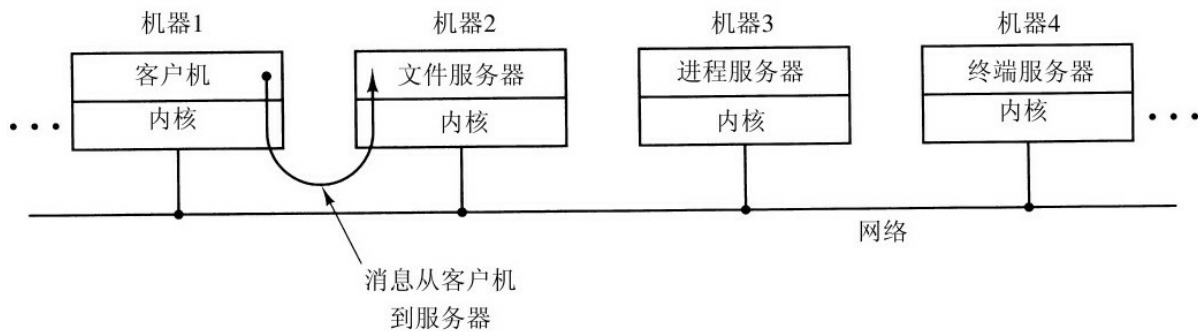 机器1
机器2
机器3
机器4
客户机
文件服务器
进程服务器
终端服务器
内核
内核
内核
内核
网络
消息从客户机
到服务器